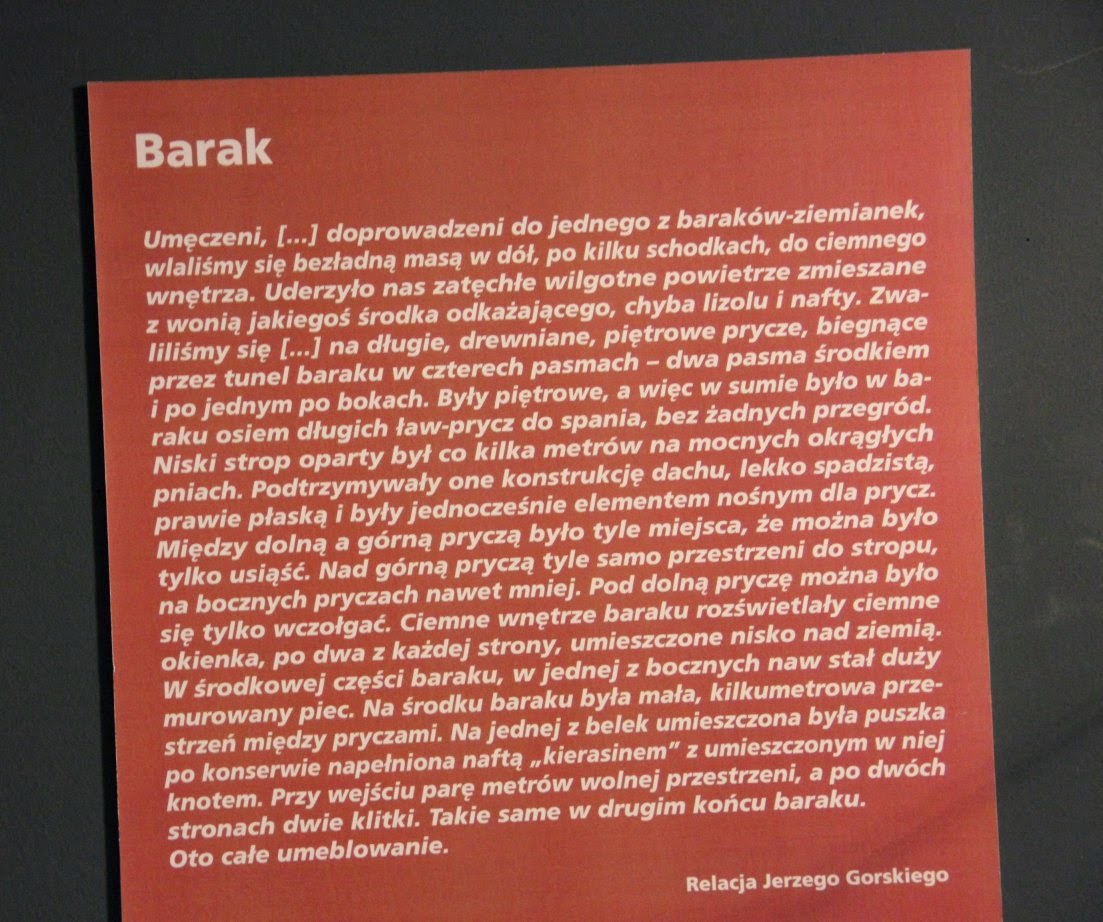 Barak
Umęczeni, [...] doprowadzeni do jednego z baraków-ziemianek,
wlaliśmy się bezładną masą w dół, po kilku schodkach, do ciemnego
wnętrza. Uderzyło nas zatęchłe wilgotne powietrze zmieszane
z wonią jakiegoś środka odkażającego, chyba lizolu i nafty. Zwa-
liliśmy się [...] na długie, drewniane, piętrowe prycze, biegnące
przez tunel baraku w czterech pasmach – dwa pasma środkiem
i po jednym po bokach. Były piętrowe, a więc w sumie było w ba-
raku osiem długich ław-prycz do spania, bez żadnych przegród.
Niski strop oparty był co kilka metrów na mocnych okrągłych
pniach. Podtrzymywały one konstrukcję dachu, lekko spadzistą,
prawie płaską i były jednocześnie elementem nośnym dla prycz.
Między dolną a górną pryczą było tyle miejsca, że można było
tylko usiąść. Nad górną pryczą tyle samo przestrzeni do stropu,
na bocznych pryczach nawet mniej. Pod dolną pryczę można było
się tylko wczołgać. Ciemne wnętrze baraku rozświetlały ciemne
okienka, po dwa z każdej strony, umieszczone nisko nad ziemią.
W środkowej części baraku, w jednej z bocznych naw stał duży
murowany piec. Na środku baraku była mała, kilkumetrowa prze-
strzeń między pryczami. Na jednej z belek umieszczona była puszka
po konserwie napełniona naftą „kierasinem” z umieszczonym w niej
knotem. Przy wejściu parę metrów wolnej przestrzeni, a po dwóch
stronach dwie klitki. Takie same w drugim końcu baraku.
Oto całe umeblowanie.
Relacja Jerzego Gorskiego